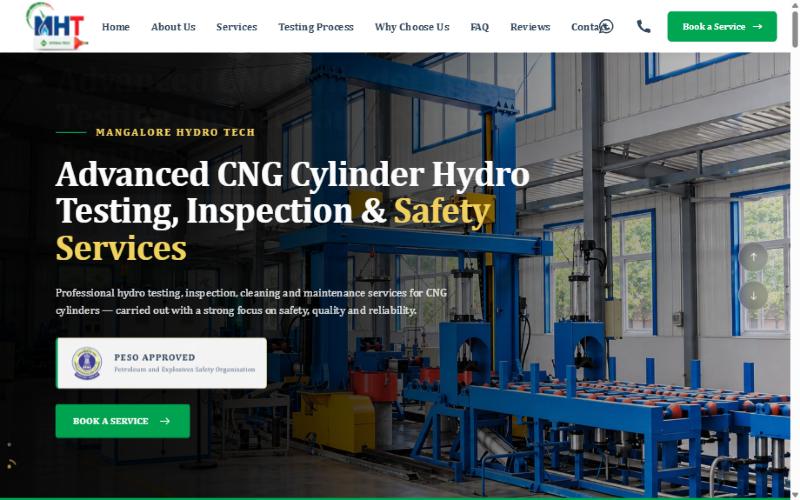 MHT
Home
About Us
Services
Testing Process
Why Choose Us
FAQ
Reviews
Book a Service
MANGALORE HYDRO TECH
Advanced CNG Cylinder Hydro
Testing, Inspection & Safety
Services
Professional hydro testing, inspection, cleaning and maintenance services for CNG
cylinders — carried out with a strong focus on safety, quality and reliability.
PESO APPROVED
Petroleum and Explosives Safety Organisation
BOOK A SERVICE